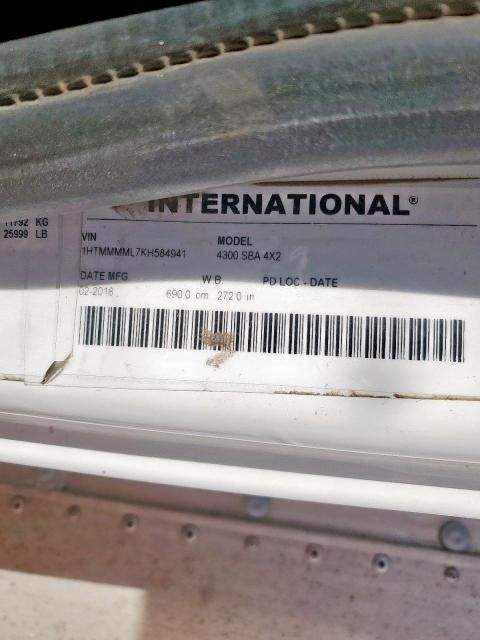 INTERNATIONAL®
11792 KG
25999 LB
VIN MODEL
1HTMMMML7KH584941 4300 SBA 4X2
DATE MFG W.B. PD LOC - DATE
02-2018 690.0 cm 272.0 in